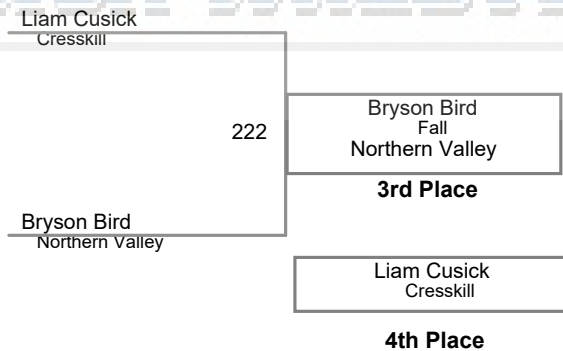 Liam Cusick
Cresskill
222
Bryson Bird
Fall
Northern Valley
3rd Place
Bryson Bird
Northern Valley
Liam Cusick
Cresskill
4th Place